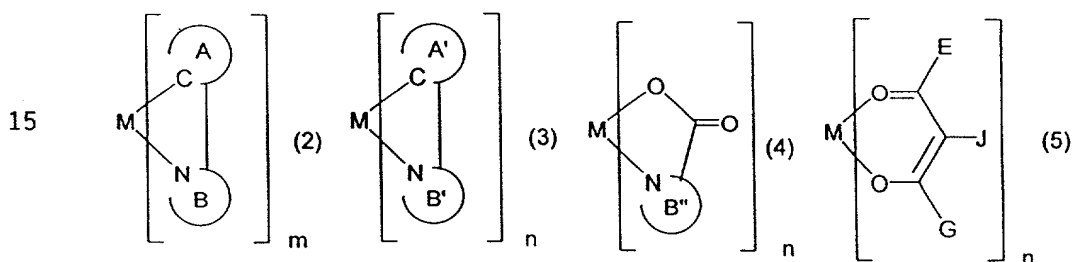 15
M C A N B m (2)
M C A' N B' n (3)
M O O N B" n (4)
M O E J O G n (5)